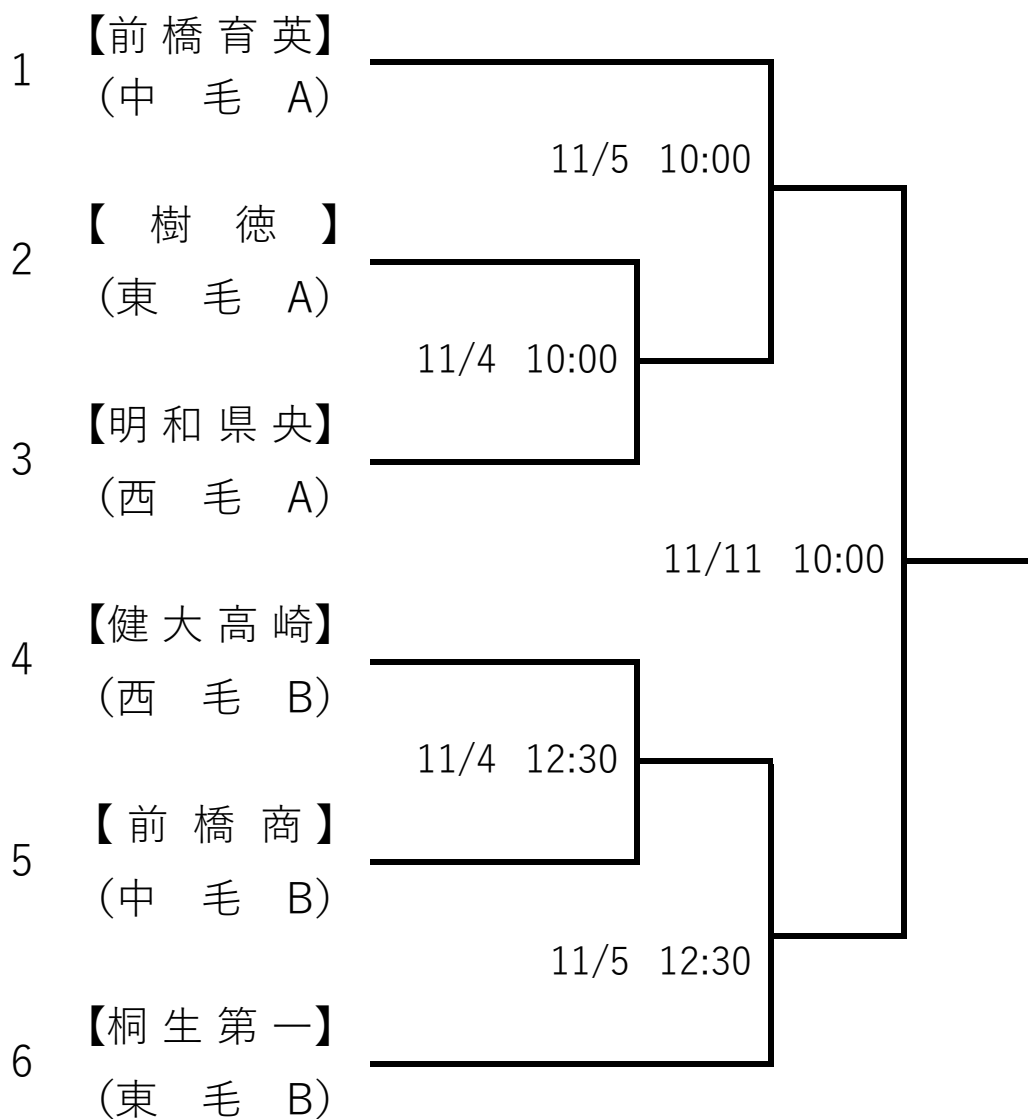 1
【前橋育英】
(中 毛 A)
11/5 10:00
2
【 樹 徳 】
(東 毛 A)
11/4 10:00
3
【明和県央】
(西 毛 A)
11/11 10:00
4
【健大高崎】
(西 毛 B)
11/4 12:30
5
【前橋商】
(中 毛 B)
11/5 12:30
6
【桐生第一】
(東 毛 B)